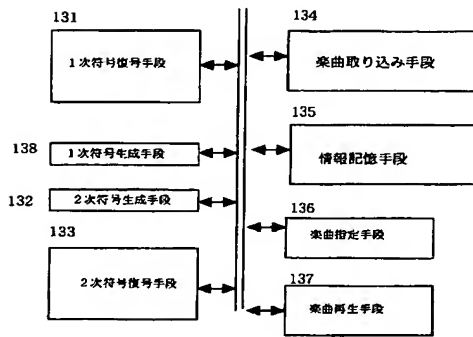 131
1次符号復号手段
138
1次符号生成手段
132
2次符号生成手段
133
2次符号復号手段
134
楽曲取り込み手段
135
情報記憶手段
136
楽曲指定手段
137
楽曲再生手段